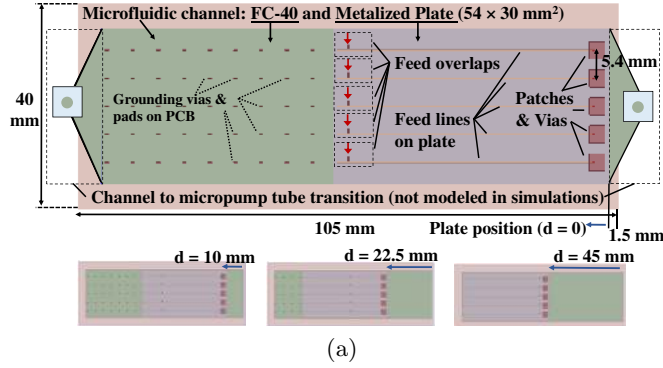 Microfluidic channel: FC-40 and Metalized Plate (54 × 30 mm²)
Feed overlaps
5.4 mm
Grounding vias &
pads on PCB
Feed lines
on plate
Patches
& Vias
40
mm
Channel to micropump tube transition (not modeled in simulations)
105 mm
Plate position (d = 0)
1.5 mm
d = 10 mm
d = 22.5 mm
d = 45 mm
(a)